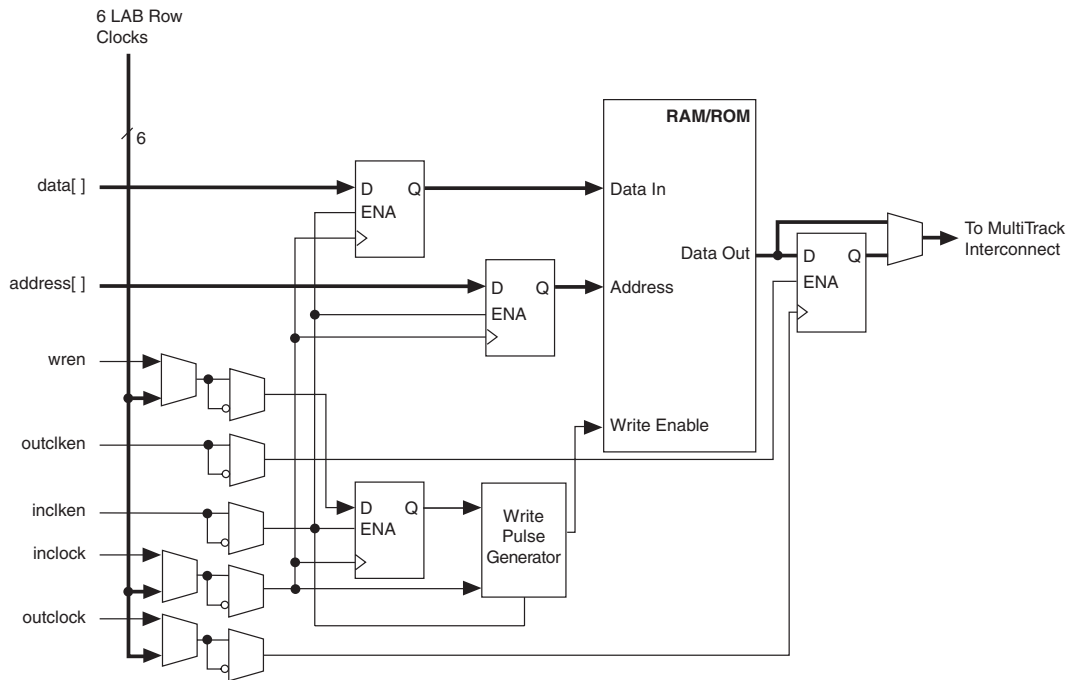 6 LAB Row
Clocks
6
RAM/ROM
data[ ]
D Q
ENA
Data In
address[ ]
D Q
ENA
Address
Data Out
D Q
ENA
To MultiTrack
Interconnect
wren
Write Enable
outclken
inclken
D Q
ENA
Write
Pulse
Generator
inclock
outclock